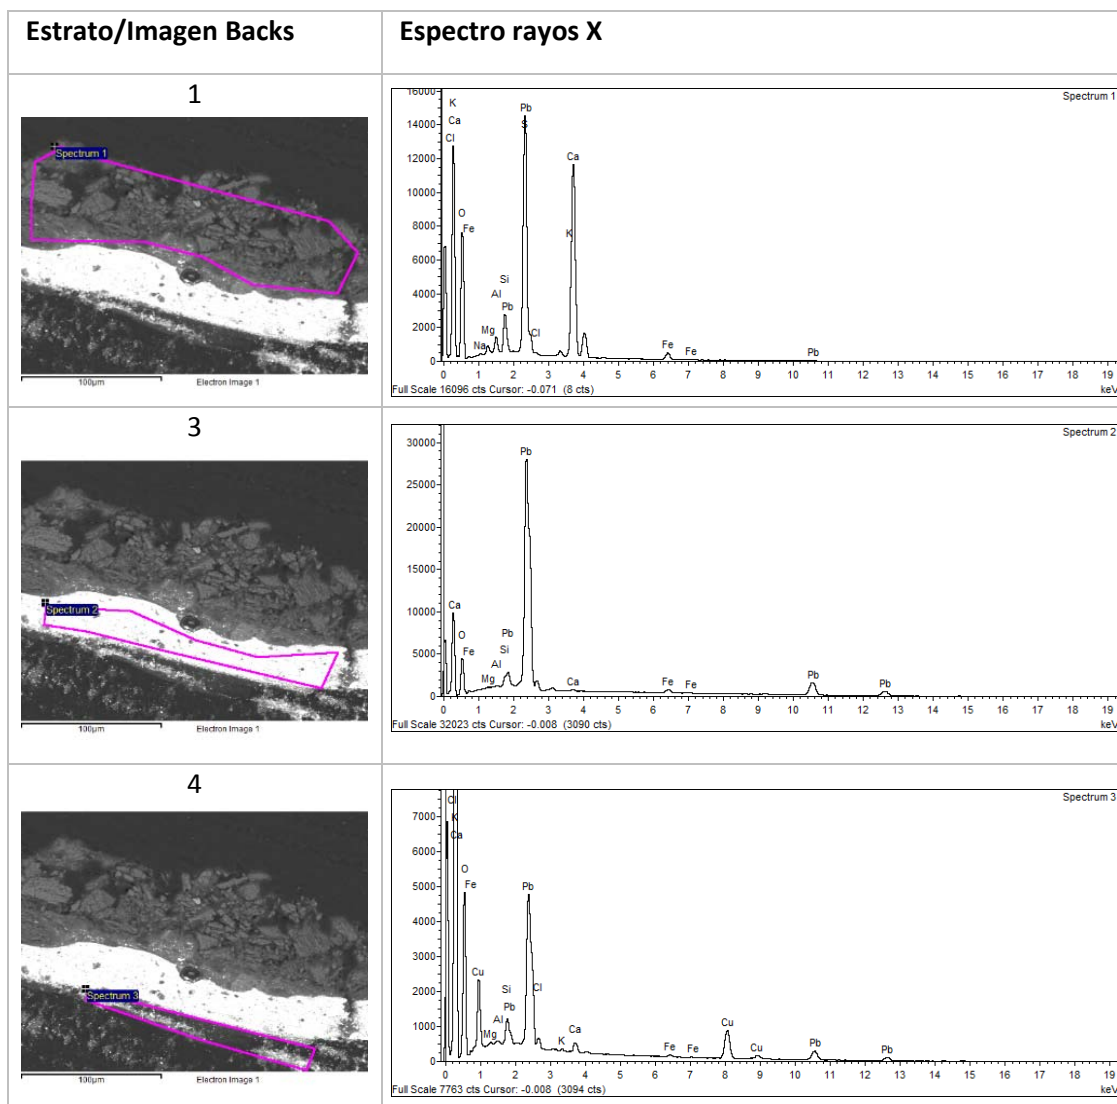 Estrato/Imagen Backs
Espectro rayos X
1
Spectrum 1
100µm
Electron Image 1
Spectrum 1
16000
14000
12000
10000
8000
6000
4000
2000
0
K
Ca
Cl
O
Fe
Na
Mg
Al
Si
Pb
Pb
S
Cl
Ca
K
Fe
Fe
Pb
0 1 2 3 4 5 6 7 8 9 10 11 12 13 14 15 16 17 18 19
Full Scale 16096 cts Cursor: -0.071 (8 cts)
keV
3
Spectrum 2
100µm
Electron Image 1
Spectrum 2
30000
25000
20000
15000
10000
5000
0
Ca
O
Fe
Mg
Al
Pb
Si
Pb
Ca
Fe
Fe
Pb
Pb
0 1 2 3 4 5 6 7 8 9 10 11 12 13 14 15 16 17 18 19
Full Scale 32023 cts Cursor: -0.008 (3090 cts)
keV
4
Spectrum 3
100µm
Electron Image 1
Spectrum 3
7000
6000
5000
4000
3000
2000
1000
0
Cl
K
Ca
O
Fe
Cu
Mg
Al
Si
Pb
Pb
Cl
K
Ca
Fe
Fe
Cu
Cu
Pb
Pb
0 1 2 3 4 5 6 7 8 9 10 11 12 13 14 15 16 17 18 19
Full Scale 7763 cts Cursor: -0.008 (3094 cts)
keV